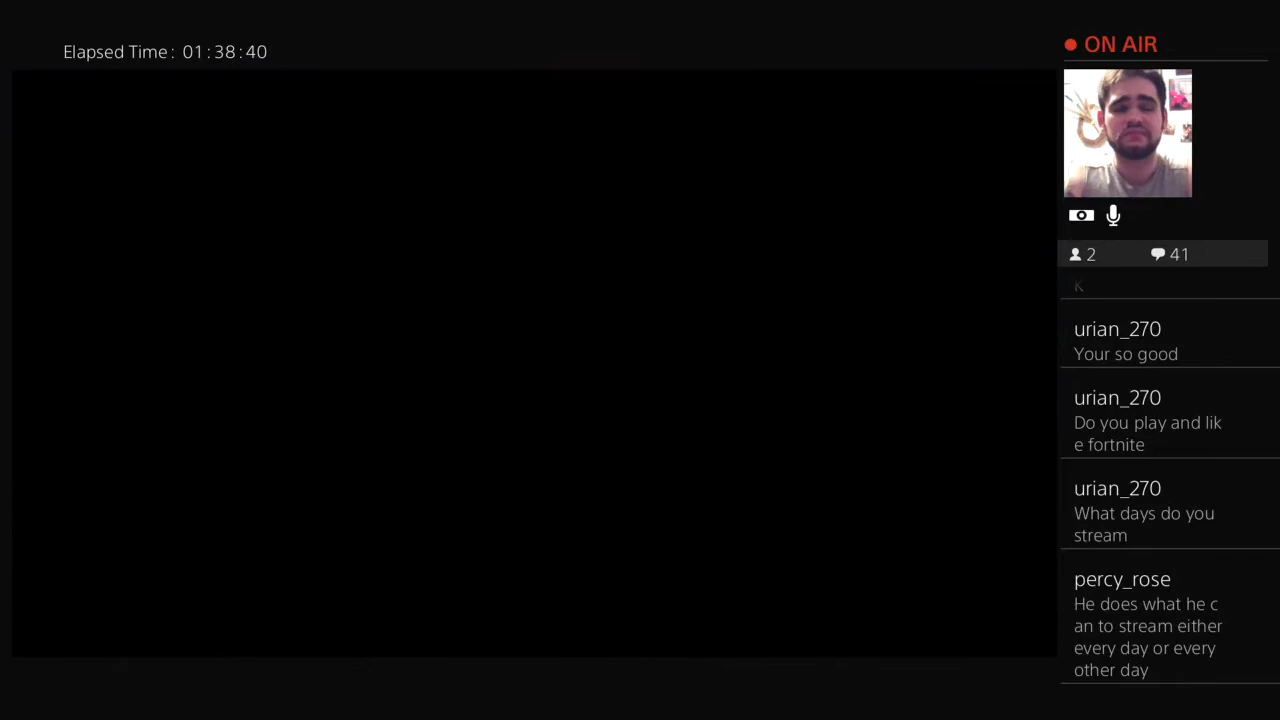 Elapsed Time: 01:38:40
ON AIR
2 41
K
urian_270
Your so good
urian_270
Do you play and lik
e fortnite
urian_270
What days do you
stream
percy_rose
He does what he c
an to stream either
every day or every
other day